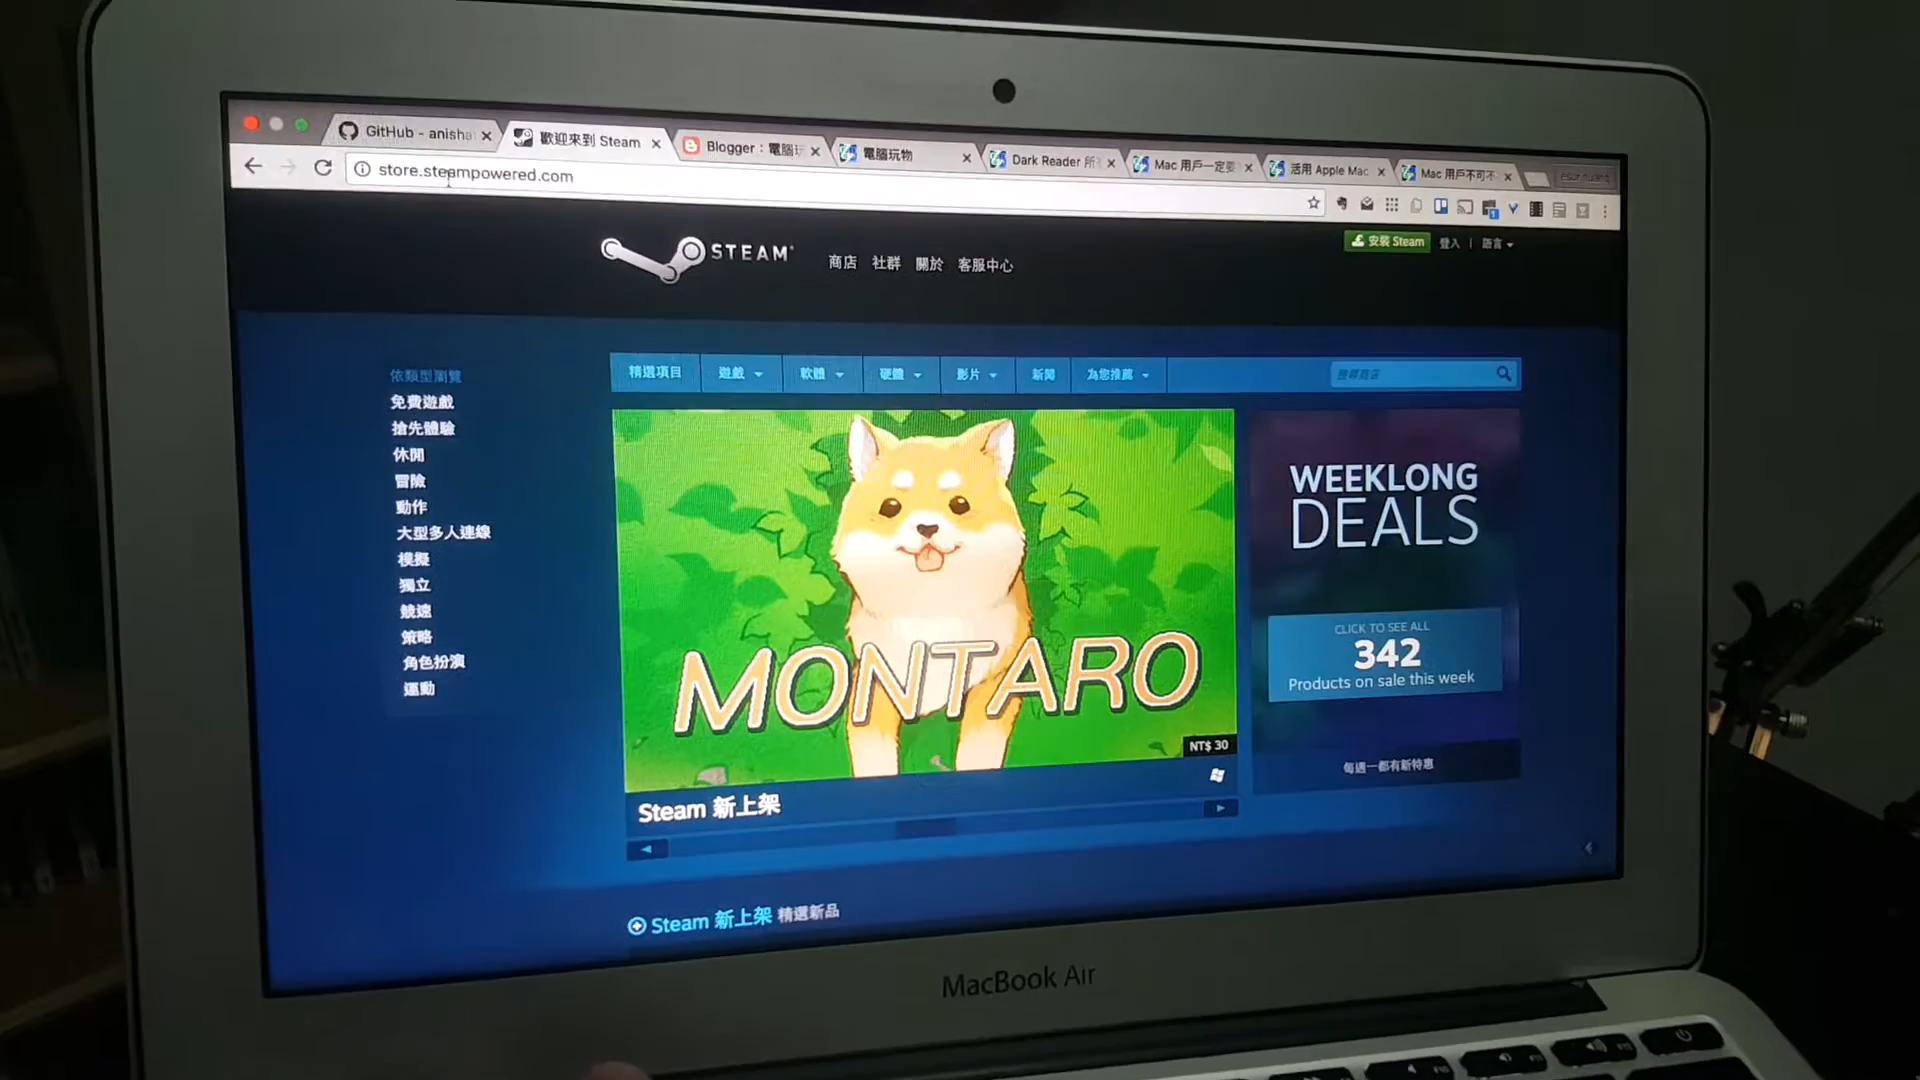 GitHub - anisha
歡迎來到 Steam
Blogger：電腦玩
電腦玩物
Dark Reader 所
Mac 用戶一定要
活用 Apple Mac
Mac 用戶不可不
store.steampowered.com
STEAM
商店 社群 關於 客服中心
安裝 Steam
登入 | 語言
依類型瀏覽
免費遊戲
搶先體驗
休閒
冒險
動作
大型多人連線
模擬
獨立
競速
策略
角色扮演
運動
精選項目 遊戲 軟體 硬體 影片 新聞 為您推薦
搜尋商店
MONTARO
NT$ 30
Steam 新上架
WEEKLONG
DEALS
CLICK TO SEE ALL
342
Products on sale this week
每週一都有新特惠
Steam 新上架 精選新品
MacBook Air